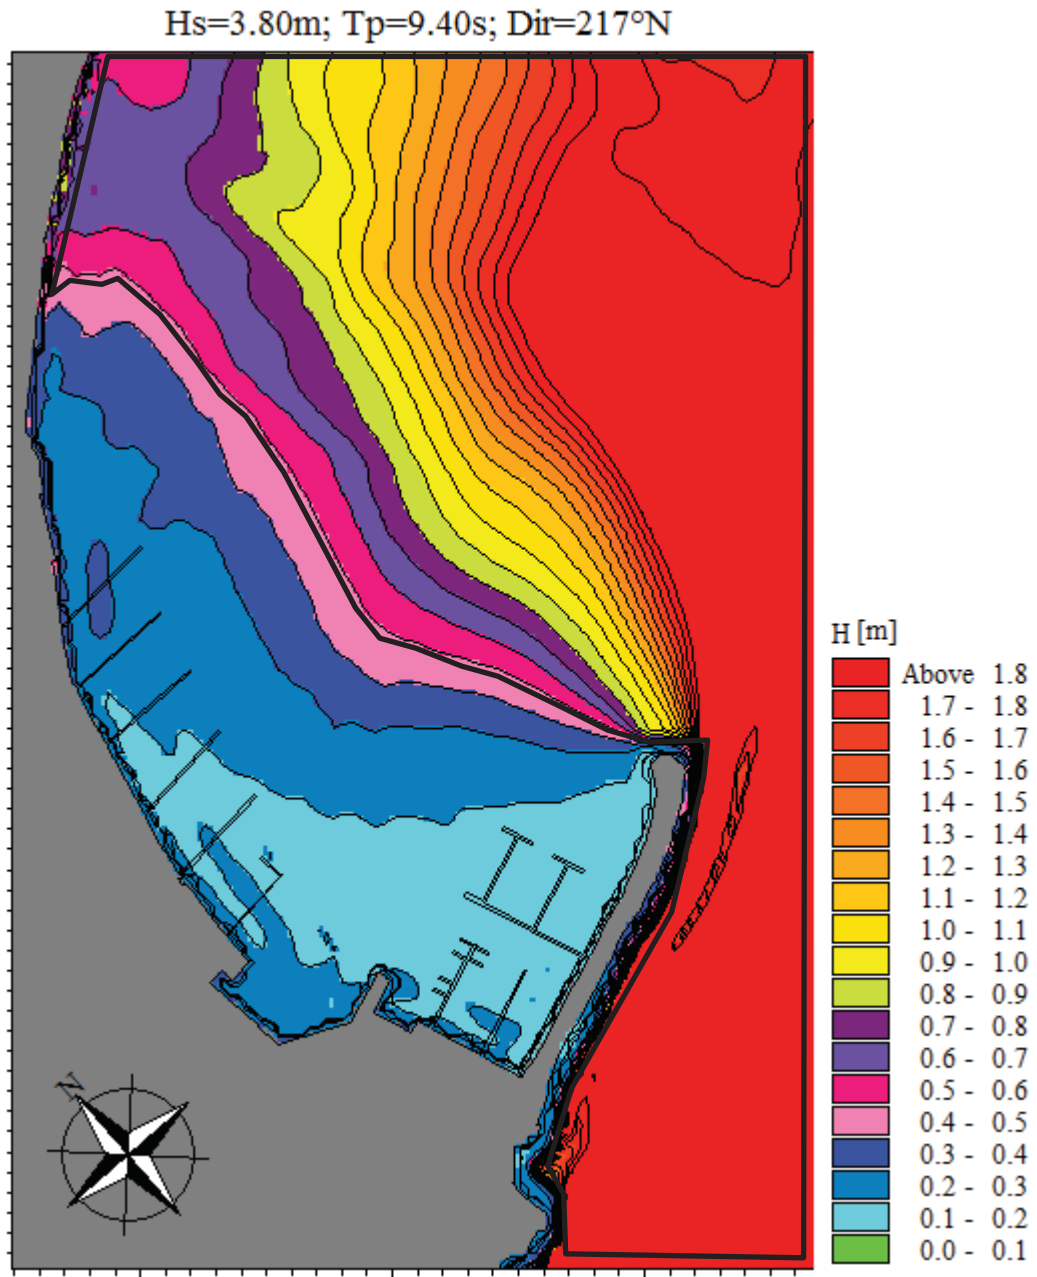 Hs=3.80m; Tp=9.40s; Dir=217°N
H [m]
Above 1.8
1.7 - 1.8
1.6 - 1.7
1.5 - 1.6
1.4 - 1.5
1.3 - 1.4
1.2 - 1.3
1.1 - 1.2
1.0 - 1.1
0.9 - 1.0
0.8 - 0.9
0.7 - 0.8
0.6 - 0.7
0.5 - 0.6
0.4 - 0.5
0.3 - 0.4
0.2 - 0.3
0.1 - 0.2
0.0 - 0.1
N